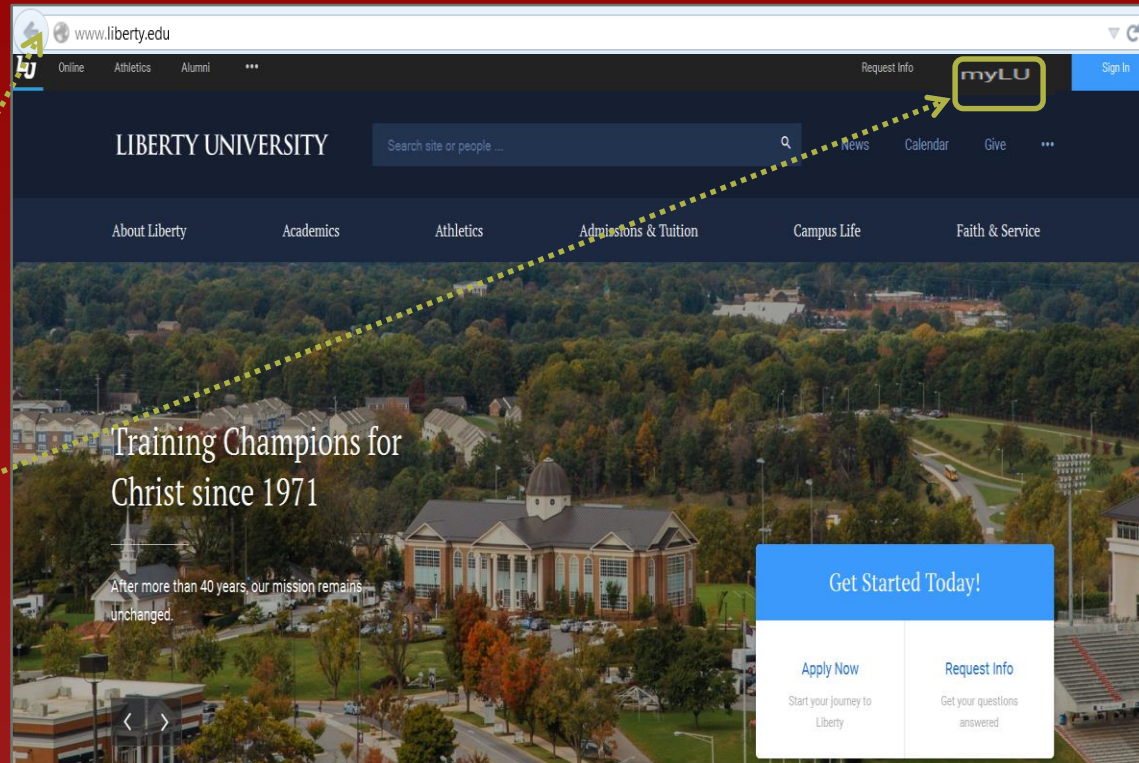 www.liberty.edu
LU Online Athletics Alumni ••• Request Info myLU Sign In
LIBERTY UNIVERSITY Search site or people ... News Calendar Give •••
About Liberty Academics Athletics Admissions & Tuition Campus Life Faith & Service
Training Champions for
Christ since 1971
After more than 40 years, our mission remains
unchanged.
Get Started Today!
Apply Now
Start your journey to
Liberty
Request Info
Get your questions
answered